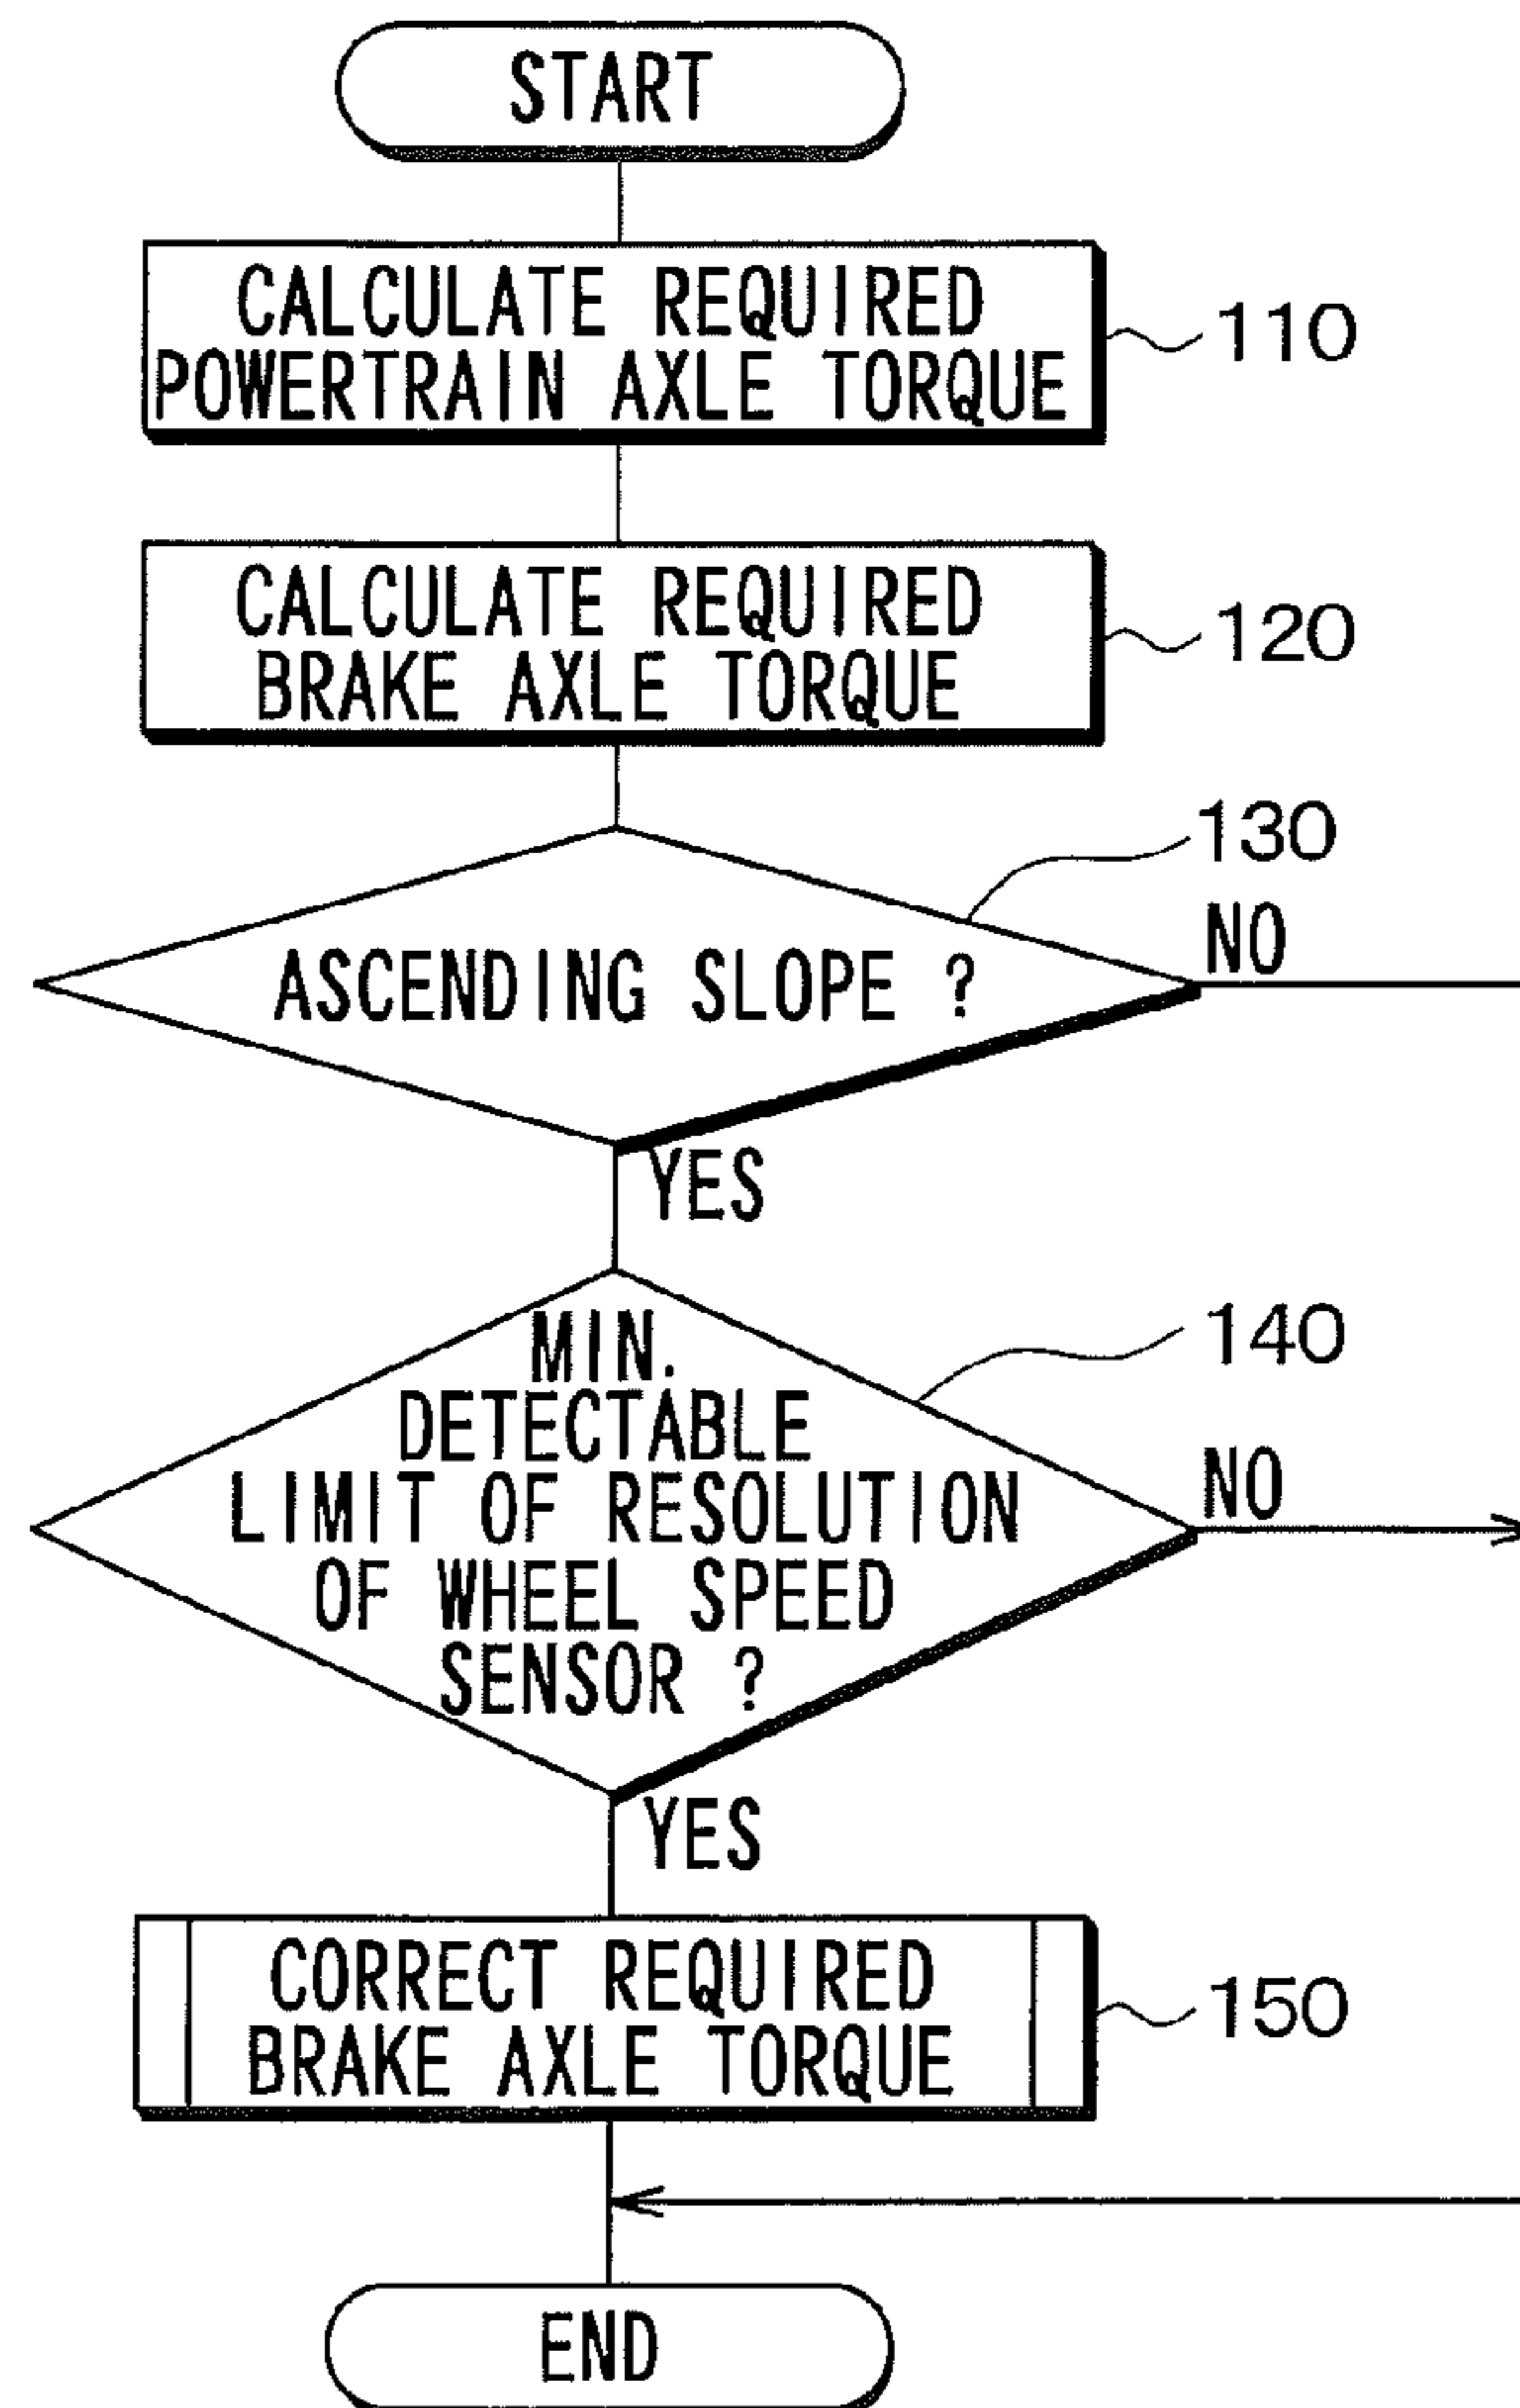 START
CALCULATE REQUIRED
POWERTRAIN AXLE TORQUE
110
CALCULATE REQUIRED
BRAKE AXLE TORQUE
120
130
ASCENDING SLOPE ?
NO
YES
140
MIN.
DETECTABLE
LIMIT OF RESOLUTION
OF WHEEL SPEED
SENSOR ?
NO
YES
CORRECT REQUIRED
BRAKE AXLE TORQUE
150
END